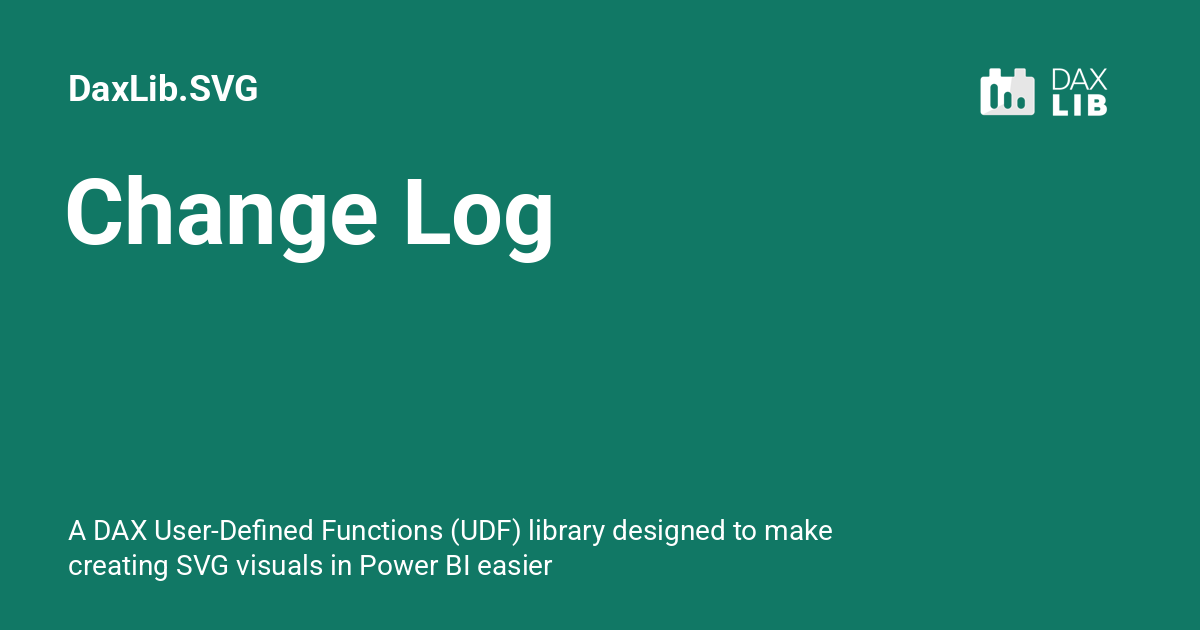 DaxLib.SVG
DAX
LIB
Change Log
A DAX User-Defined Functions (UDF) library designed to make
creating SVG visuals in Power BI easier